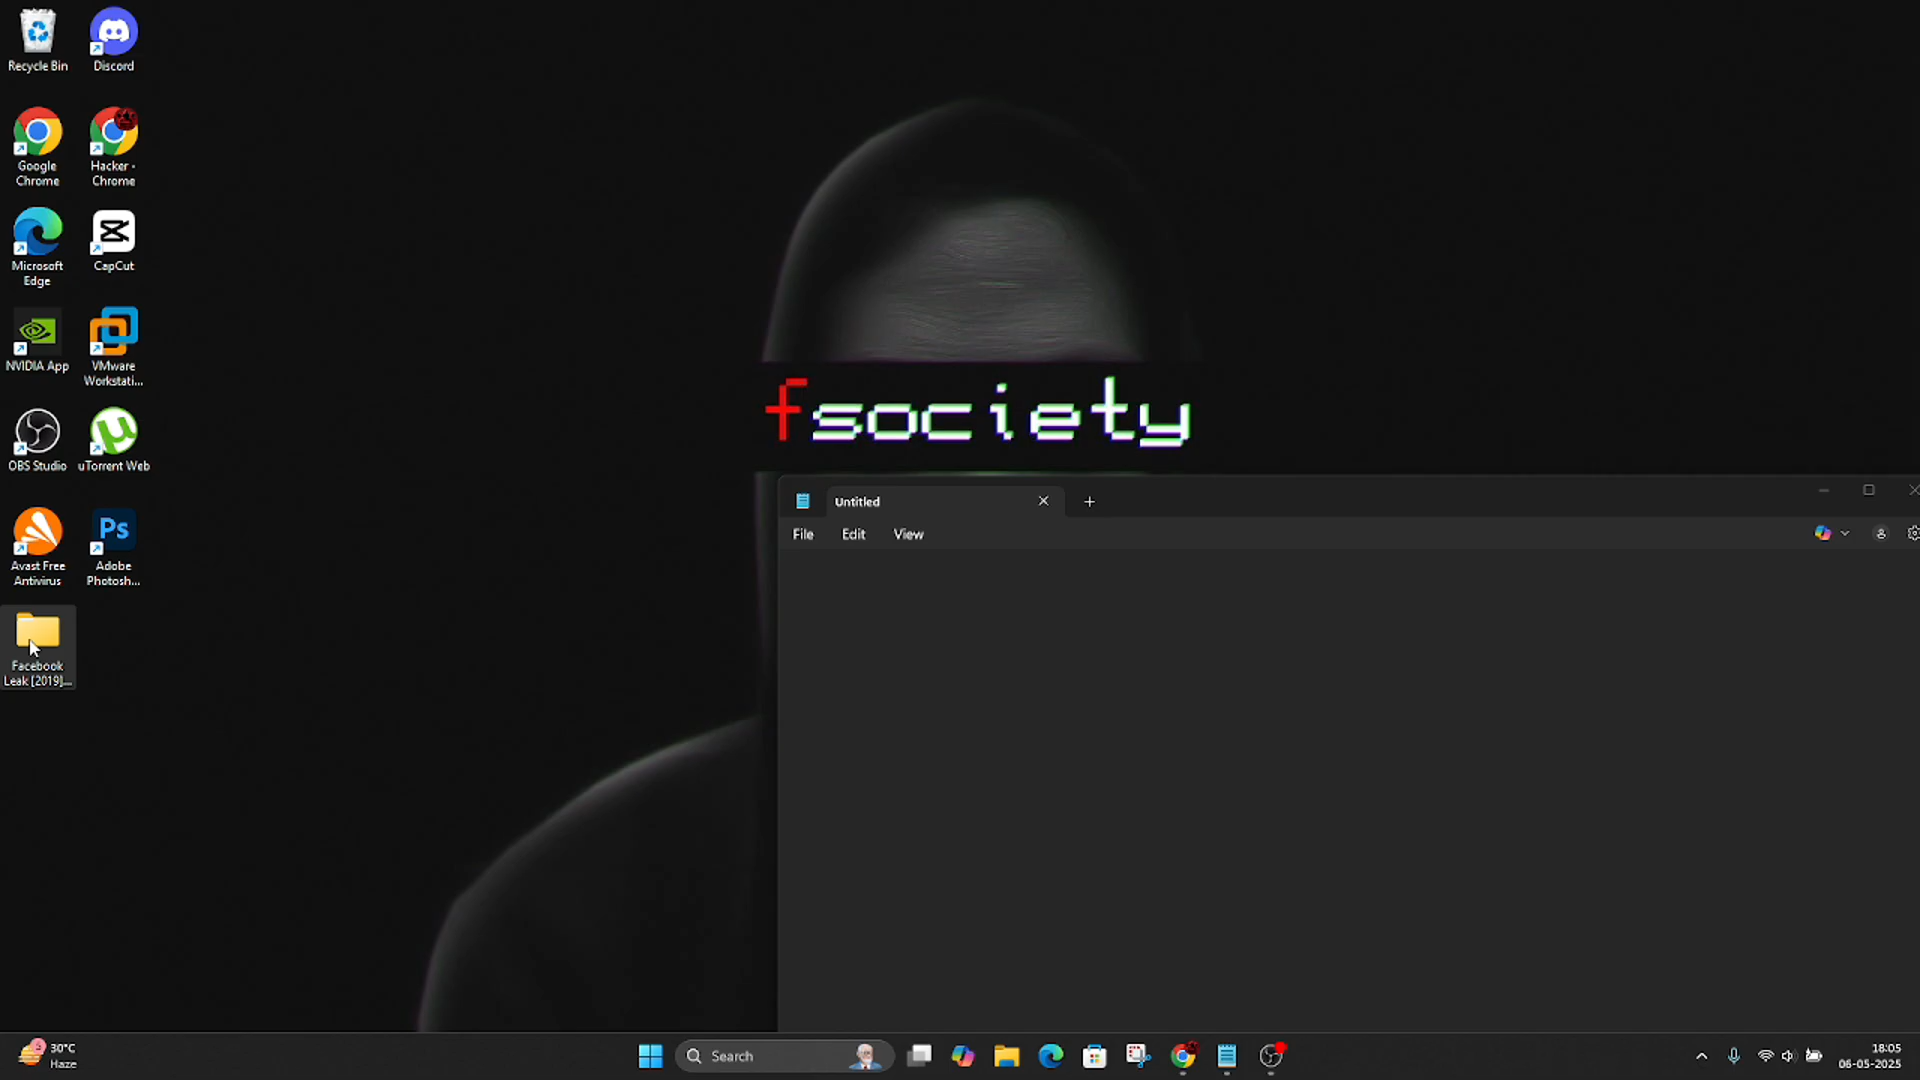 Recycle Bin
Discord
Google
Chrome
Hacker -
Chrome
Microsoft
Edge
CapCut
NVIDIA App
VMware
Workstati...
OBS Studio
uTorrent Web
Avast Free
Antivirus
Ps
Adobe
Photosh...
Facebook
Leak [2019]...
fsociety
Untitled
File
Edit
View
30°C
Haze
Search
18:05
06-05-2025